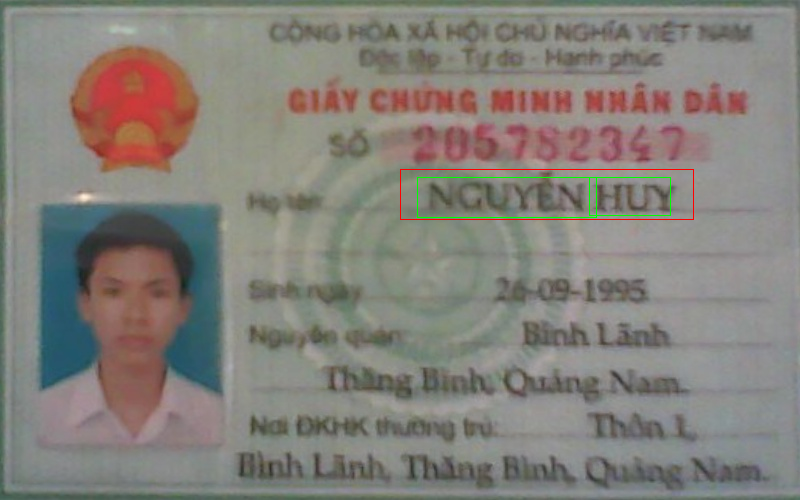 CỘNG HÒA XÃ HỘI CHỦ NGHĨA VIỆT NAM
Độc lập - Tự do - Hạnh phúc
GIẤY CHỨNG MINH NHÂN DÂN
SỐ 205782347
Họ tên NGUYỄN HUY
Sinh ngày 26-09-1995
Nguyên quán: Bình Lãnh
Thăng Bình, Quảng Nam.
Nơi ĐKHK thường trú: Thôn 1,
Bình Lãnh, Thăng Bình, Quảng Nam.